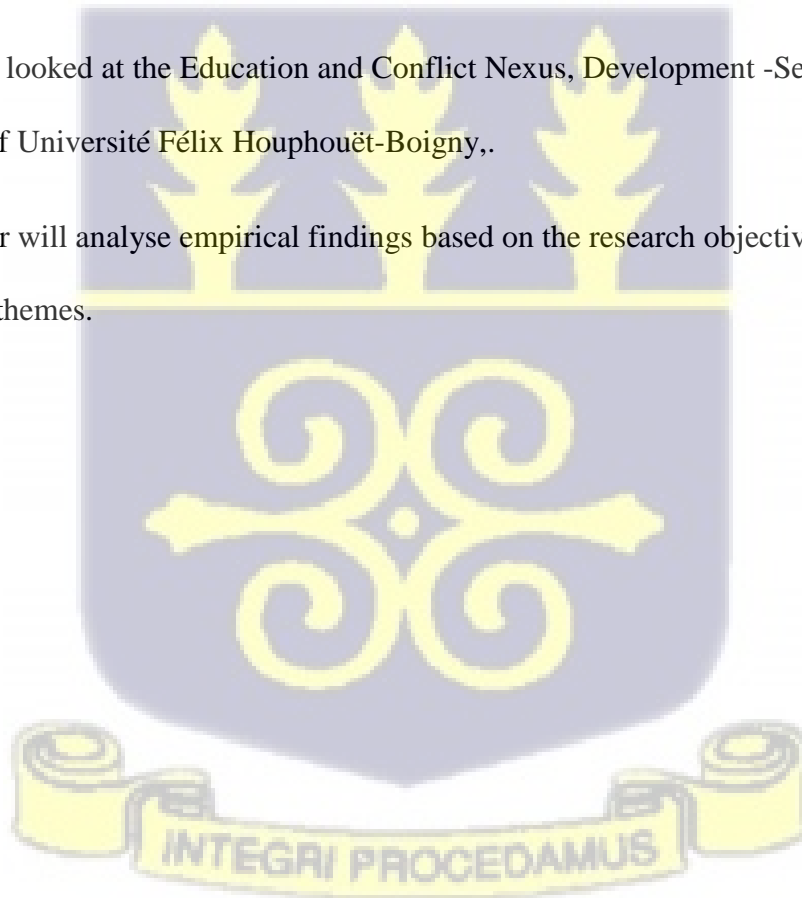 looked at the Education and Conflict Nexus, Development -Se
f Université Félix Houphouët-Boigny,.
r will analyse empirical findings based on the research objectiv
themes.
INTEGRI PROCEDAMUS